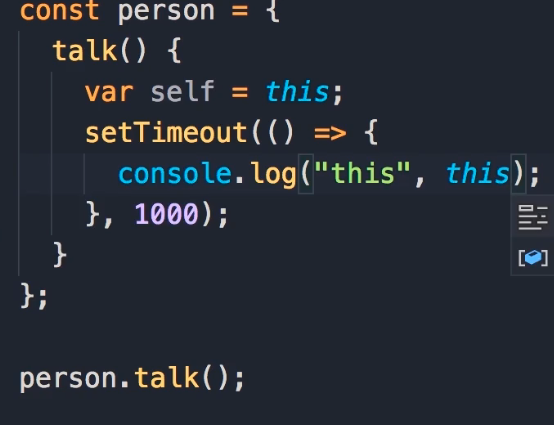 const person = {
  talk() {
    var self = this;
    setTimeout(() => {
      console.log("this", this);
    }, 1000);
  }
};

person.talk();